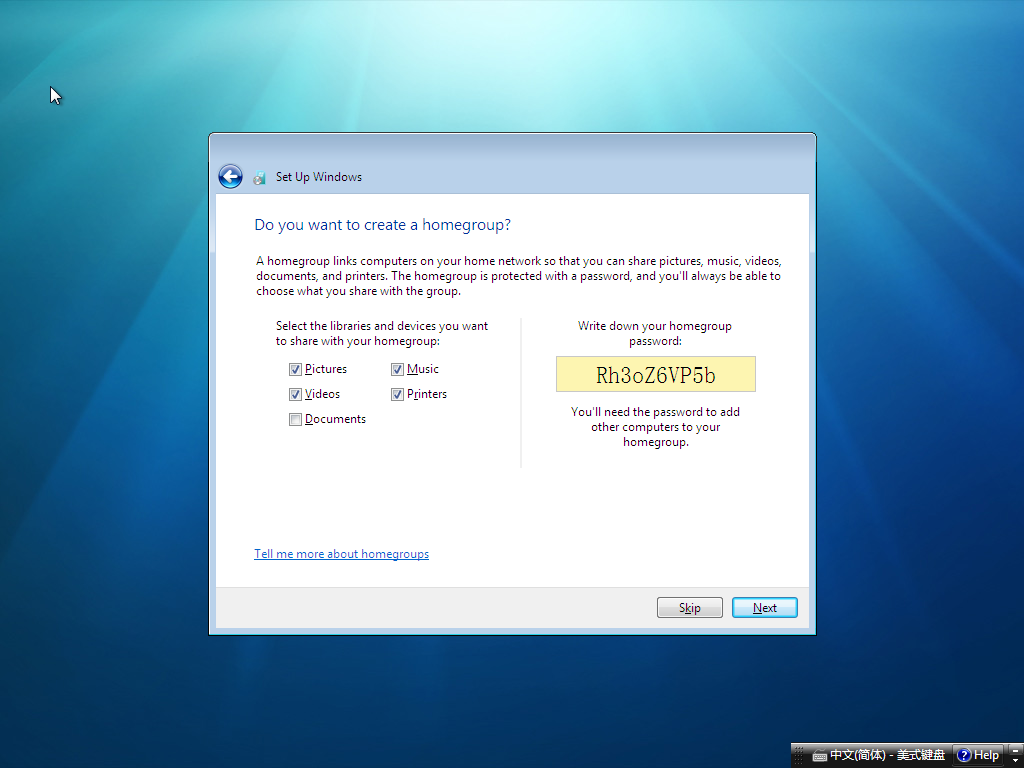 Set Up Windows
Do you want to create a homegroup?
A homegroup links computers on your home network so that you can share pictures, music, videos,
documents, and printers. The homegroup is protected with a password, and you'll always be able to
choose what you share with the group.
Select the libraries and devices you want
to share with your homegroup:
Pictures
Music
Videos
Printers
Documents
Write down your homegroup
password:
Rh3oZ6VP5b
You'll need the password to add
other computers to your
homegroup.
Tell me more about homegroups
Skip
Next
中文(简体) - 美式键盘
Help